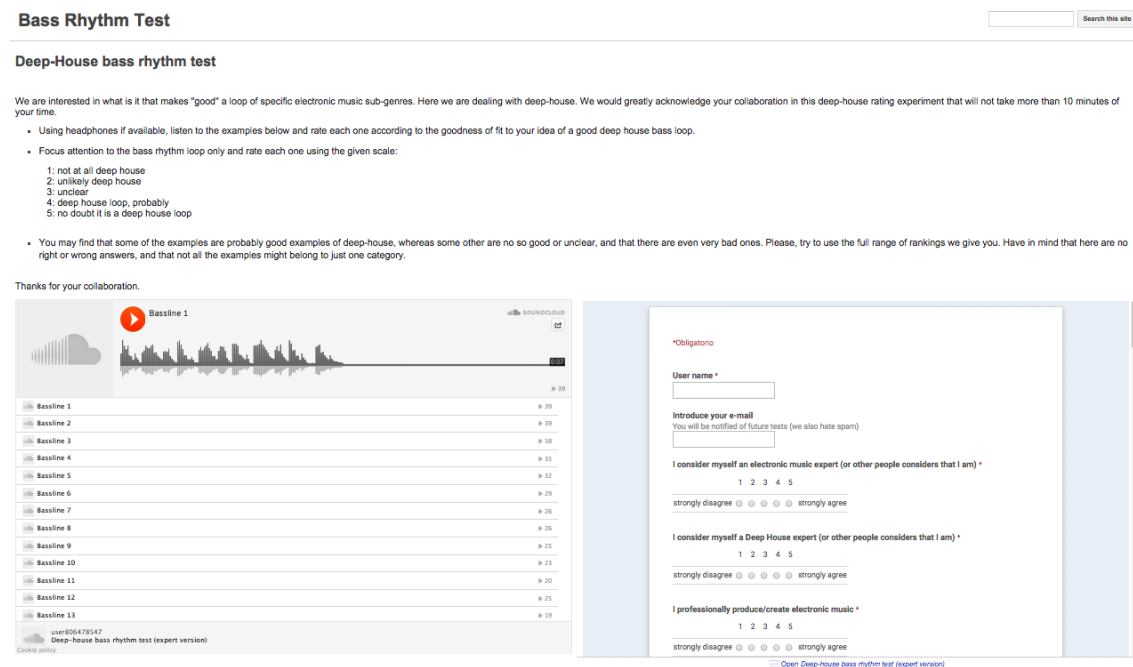 Bass Rhythm Test
Search this site
Deep-House bass rhythm test
We are interested in what is it that makes "good" a loop of specific electronic music sub-genres. Here we are dealing with deep-house. We would greatly acknowledge your collaboration in this deep-house rating experiment that will not take more than 10 minutes of
your time.
Using headphones if available, listen to the examples below and rate each one according to the goodness of fit to your idea of a good deep house bass loop.
Focus attention to the bass rhythm loop only and rate each one using the given scale:
1: not at all deep house
2: unlikely deep house
3: unclear
4: deep house loop, probably
5: no doubt it is a deep house loop
You may find that some of the examples are probably good examples of deep-house, whereas some other are no so good or unclear, and that there are even very bad ones. Please, try to use the full range of rankings we give you. Have in mind that here are no
right or wrong answers, and that not all the examples might belong to just one category.
Thanks for your collaboration.
Bassline 1
SOUNDCLOUD
0:07
39
Bassline 1 39
Bassline 2 39
Bassline 3 38
Bassline 4 35
Bassline 5 32
Bassline 6 29
Bassline 7 26
Bassline 8 26
Bassline 9 25
Bassline 10 23
Bassline 11 20
Bassline 12 25
Bassline 13 19
user806478547
Deep-house bass rhythm test (expert version)
Cookie policy
*Obligatorio
User name *
Introduce your e-mail
You will be notified of future tests (we also hate spam)
I consider myself an electronic music expert (or other people considers that I am) *
1 2 3 4 5
strongly disagree strongly agree
I consider myself a Deep House expert (or other people considers that I am) *
1 2 3 4 5
strongly disagree strongly agree
I professionally produce/create electronic music *
1 2 3 4 5
strongly disagree strongly agree
Open Deep-house bass rhythm test (expert version)